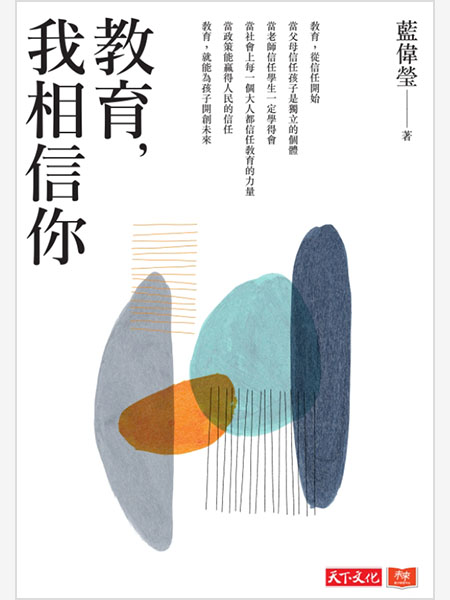 藍偉瑩——著
教育，從信任開始
當父母信任孩子是獨立的個體
當老師信任學生一定學得會
當社會上每一個大人都信任教育的力量
當政策能贏得人民的信任
教育，就能為孩子開創未來
教育，
我相信你
天下文化
未來